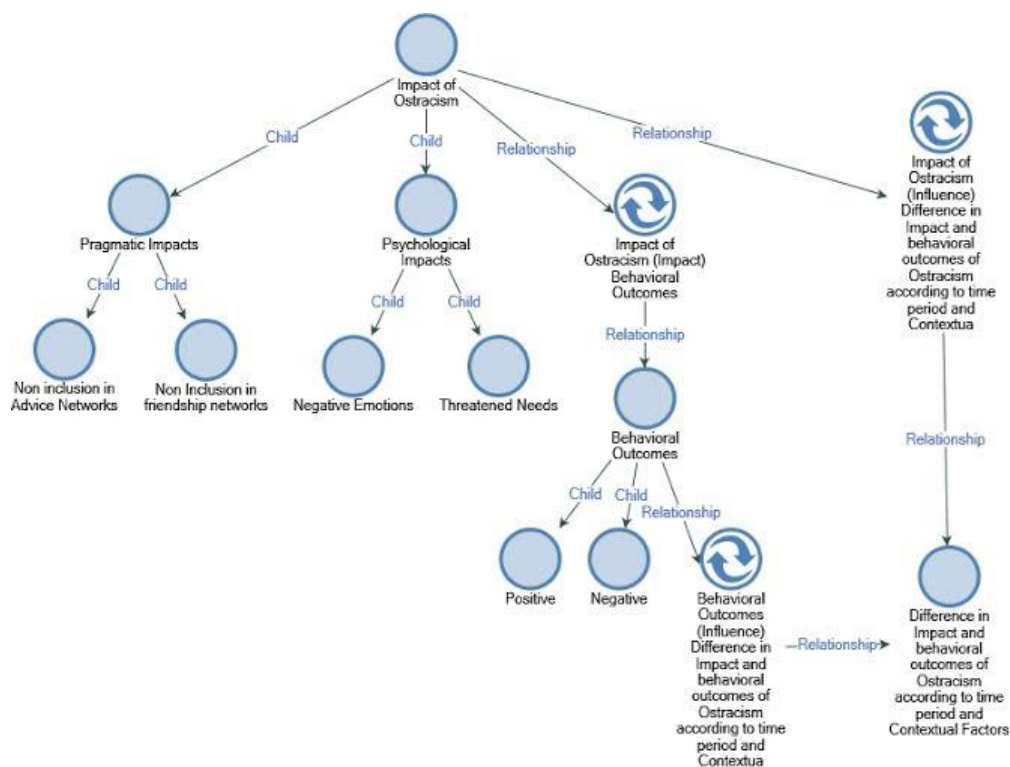 Impact of
Ostracism
Child
Child
Relationship
Relationship
Impact of
Ostracism
(Influence)
Difference in
Impact and
behavioral
outcomes of
Ostracism
according to time
period and
Contextua
Pragmatic Impacts
Psychological
Impacts
Impact of
Ostracism (Impact)
Behavioral
Outcomes
Child
Child
Child
Child
Relationship
Non inclusion in
Advice Networks
Non Inclusion in
friendship networks
Negative Emotions
Threatened Needs
Behavioral
Outcomes
Relationship
Child
Child
Relationship
Positive
Negative
Behavioral
Outcomes
(Influence)
Difference in
Impact and
behavioral
outcomes of
Ostracism
according to time
period and
Contextua
Relationship
Difference in
Impact and
behavioral
outcomes of
Ostracism
according to time
period and
Contextual Factors